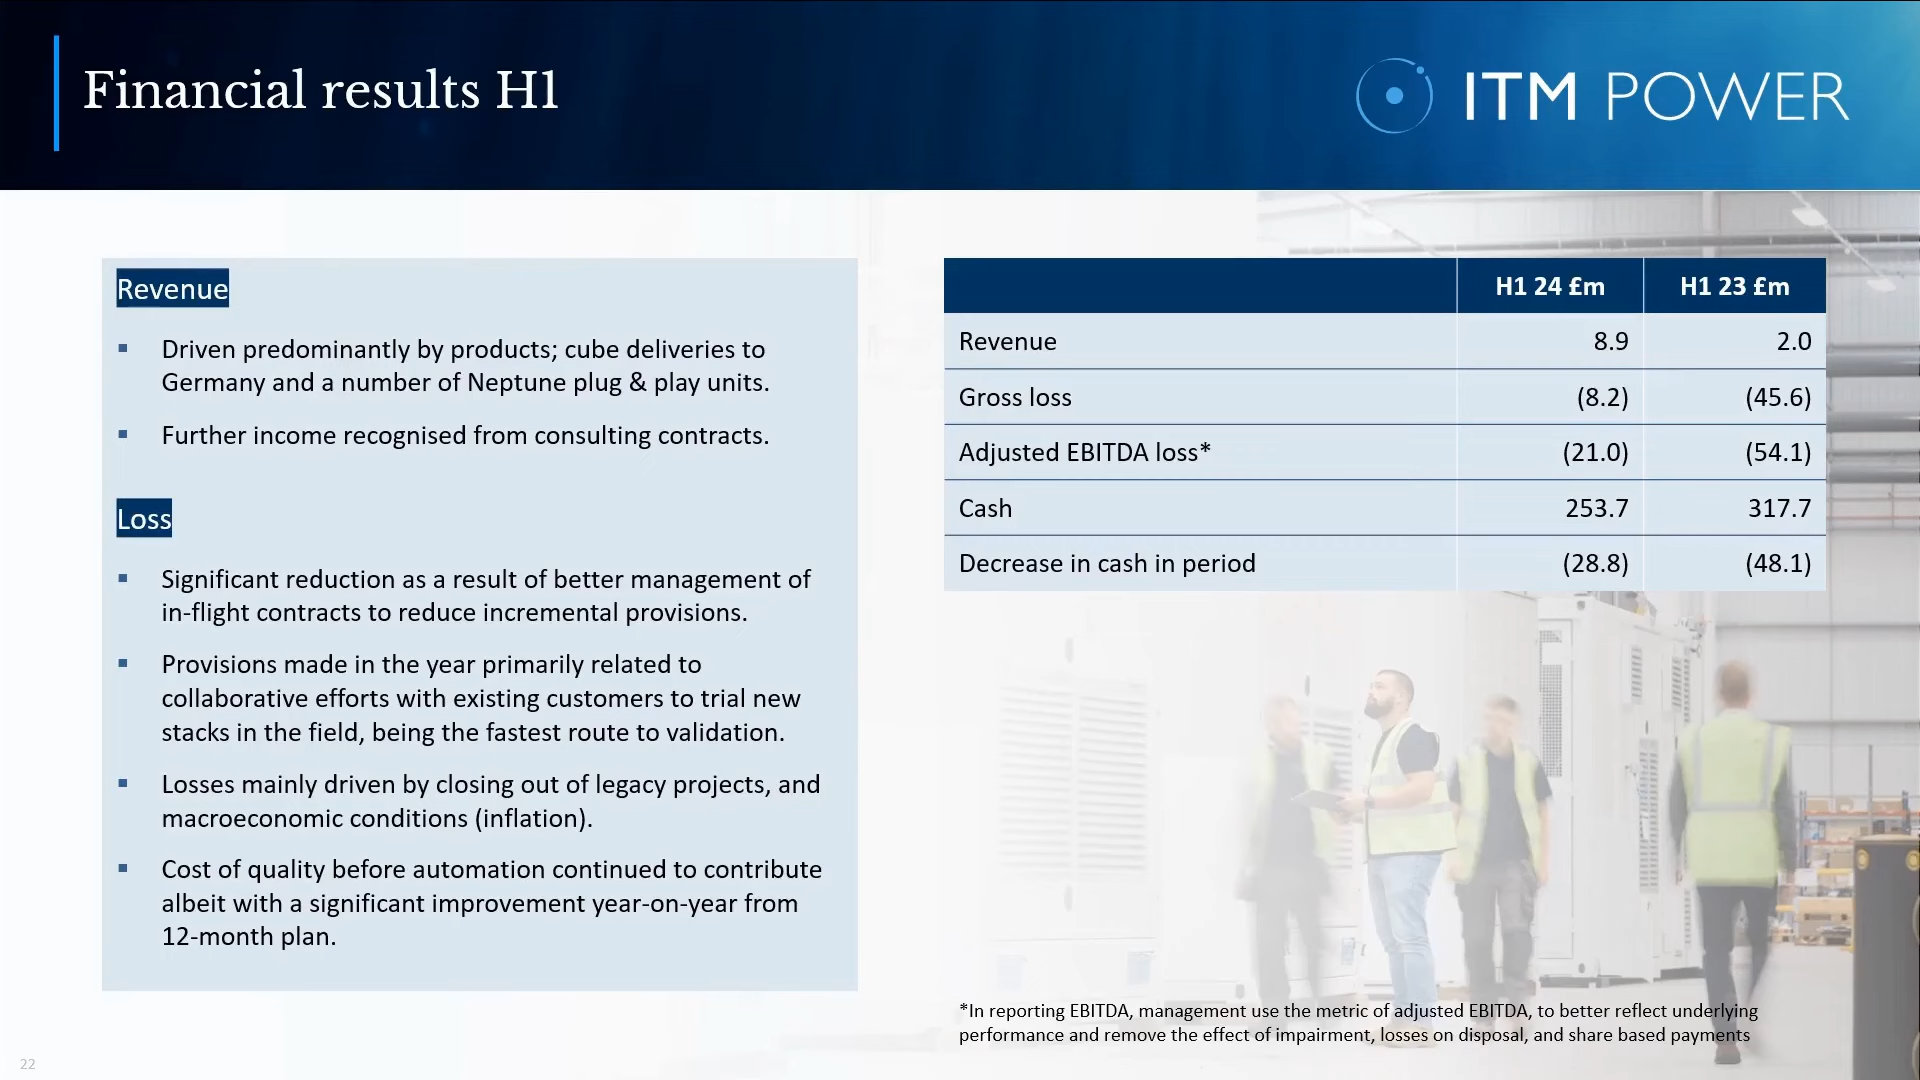 Financial results H1
ITM POWER
Revenue
▪ Driven predominantly by products; cube deliveries to
Germany and a number of Neptune plug & play units.
▪ Further income recognised from consulting contracts.
Loss
▪ Significant reduction as a result of better management of
in-flight contracts to reduce incremental provisions.
▪ Provisions made in the year primarily related to
collaborative efforts with existing customers to trial new
stacks in the field, being the fastest route to validation.
▪ Losses mainly driven by closing out of legacy projects, and
macroeconomic conditions (inflation).
▪ Cost of quality before automation continued to contribute
albeit with a significant improvement year-on-year from
12-month plan.
H1 24 £m H1 23 £m
Revenue 8.9 2.0
Gross loss (8.2) (45.6)
Adjusted EBITDA loss* (21.0) (54.1)
Cash 253.7 317.7
Decrease in cash in period (28.8) (48.1)
*In reporting EBITDA, management use the metric of adjusted EBITDA, to better reflect underlying
performance and remove the effect of impairment, losses on disposal, and share based payments
22